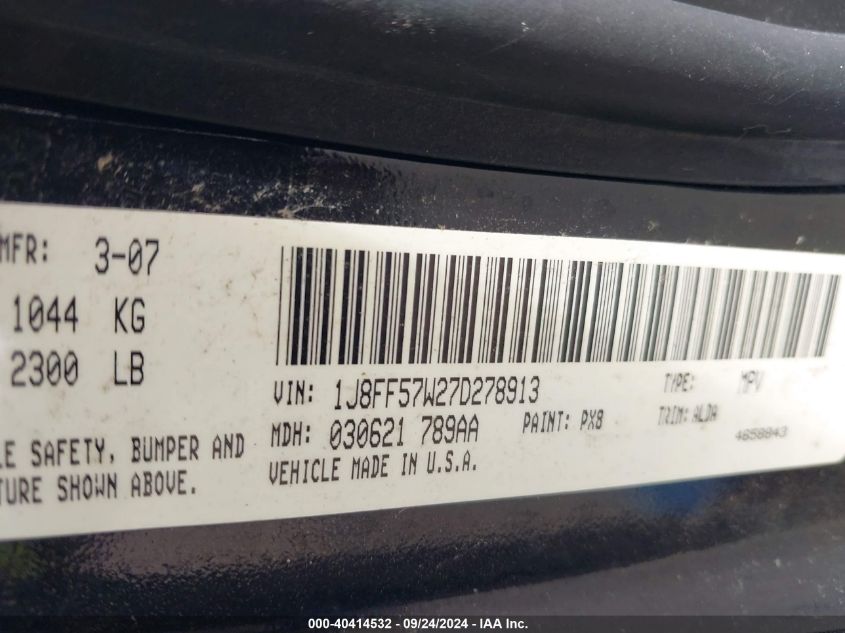 MFR: 3-07
1044 KG
2300 LB
VIN: 1J8FF57W27D278913
TYPE: MPV
MDH: 030621 789AA
PAINT: PX8
TRIM: ALDA
4658843
LE SAFETY, BUMPER AND
TURE SHOWN ABOVE.
VEHICLE MADE IN U.S.A.
000-40414532 - 09/24/2024 - IAA Inc.